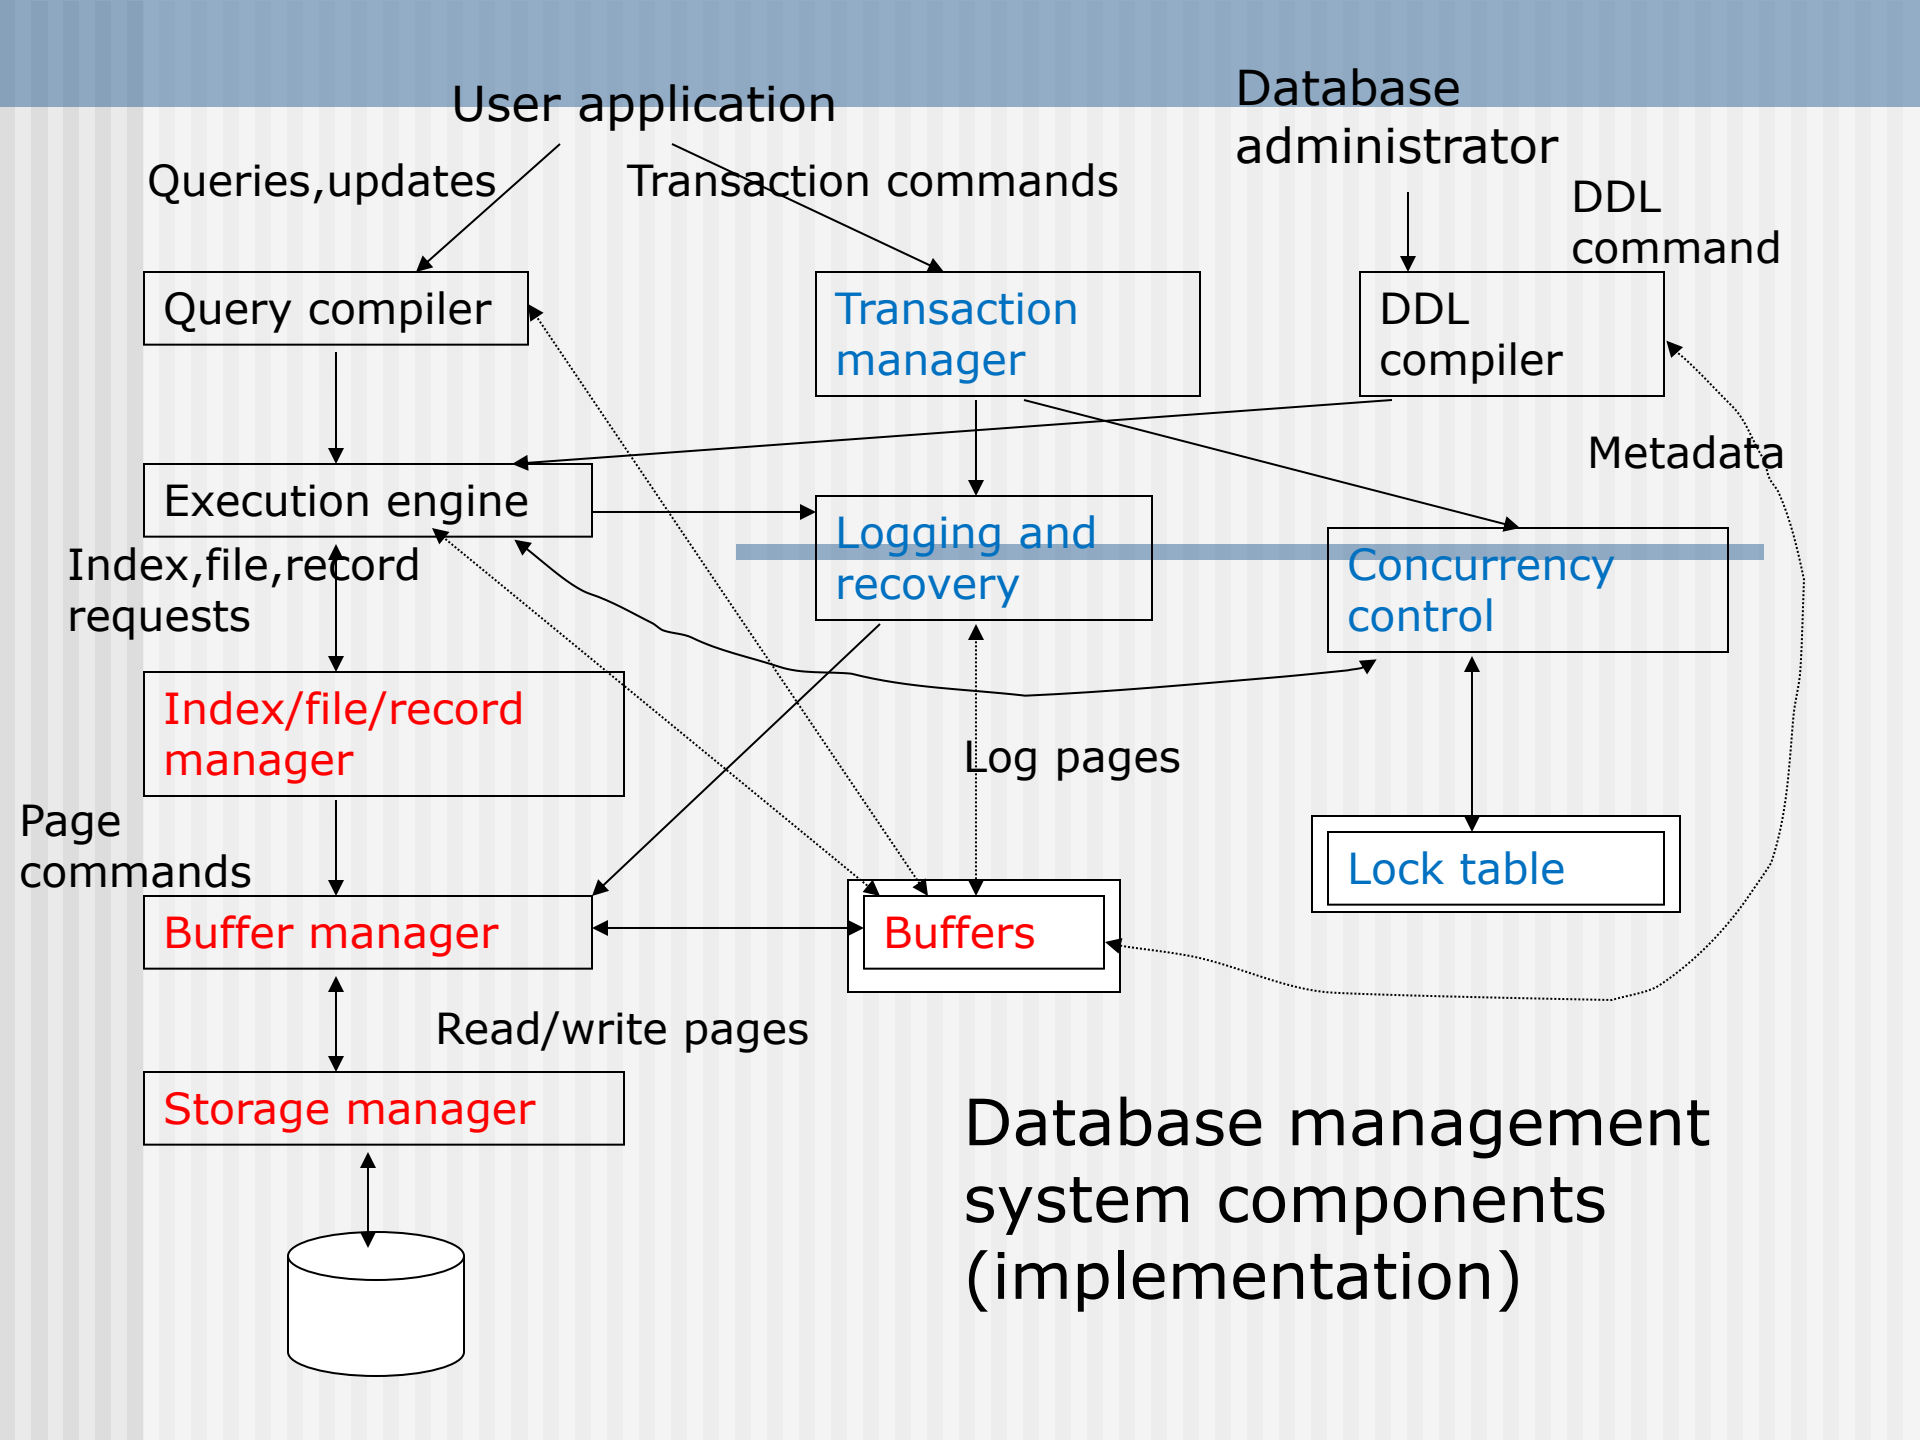 User application
Database
administrator
Queries,updates
Transaction commands
DDL
command
Query compiler
Transaction
manager
DDL
compiler
Metadata
Execution engine
Logging and
recovery
Index,file,record
requests
Concurrency
control
Index/file/record
manager
Log pages
Page
commands
Lock table
Buffer manager
Buffers
Read/write pages
Storage manager
Database management
system components
(implementation)